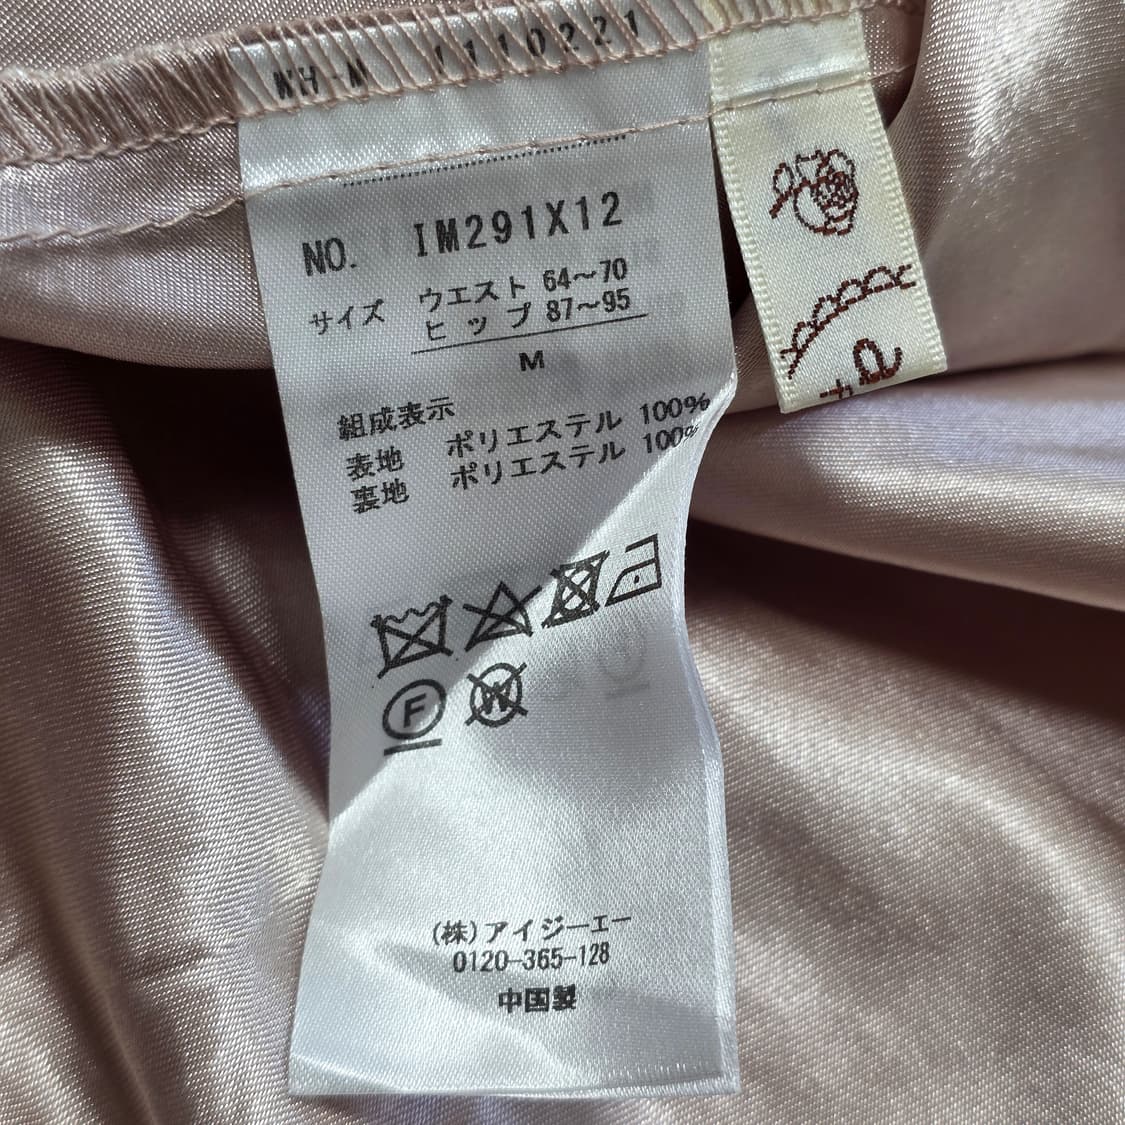 WH-M 1110221
NO. IM291X12
サイズ ウエスト 64～70
ヒップ 87～95
M
組成表示
表地 ポリエステル 100%
裏地 ポリエステル 100%
F
W
(株)アイジーエー
0120-365-128
中国製